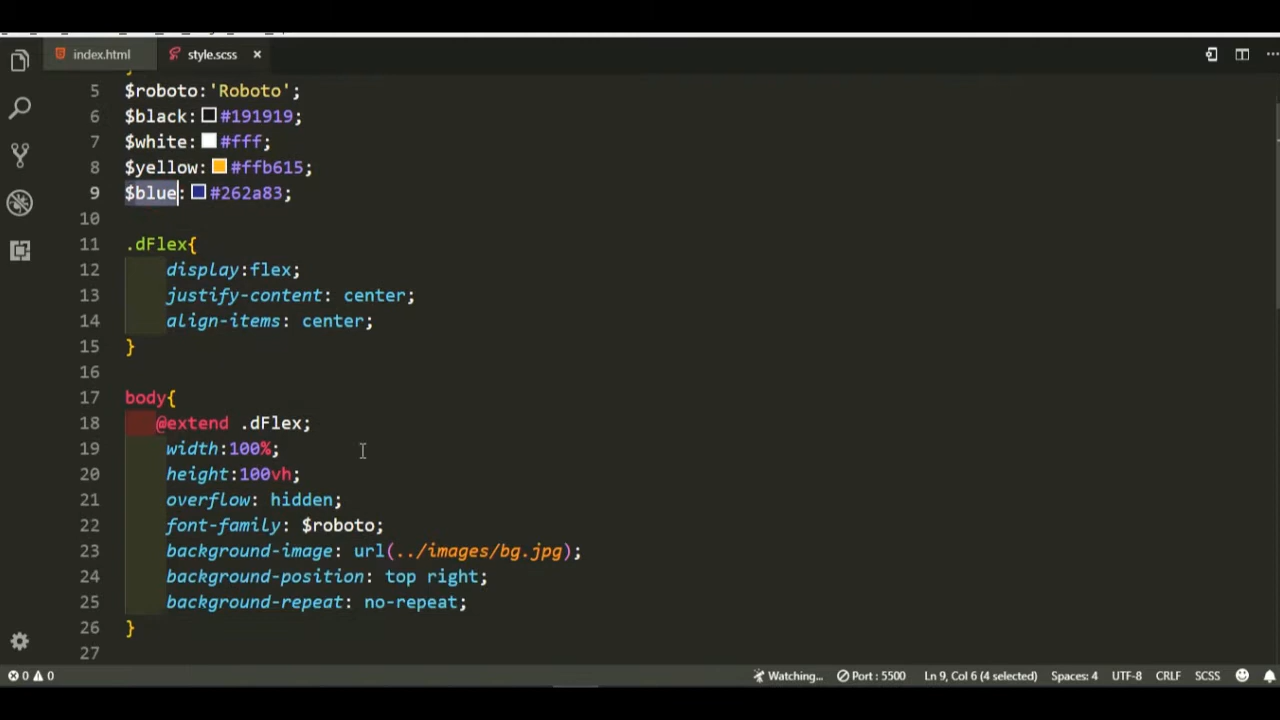 index.html
style.scss
5 $roboto:'Roboto';
6 $black: #191919;
7 $white: #fff;
8 $yellow: #ffb615;
9 $blue: #262a83;
10
11 .dFlex{
12 display:flex;
13 justify-content: center;
14 align-items: center;
15 }
16
17 body{
18 @extend .dFlex;
19 width:100%;
20 height:100vh;
21 overflow: hidden;
22 font-family: $roboto;
23 background-image: url(../images/bg.jpg);
24 background-position: top right;
25 background-repeat: no-repeat;
26 }
27
0 0 Watching... Port : 5500 Ln 9, Col 6 (4 selected) Spaces: 4 UTF-8 CRLF SCSS